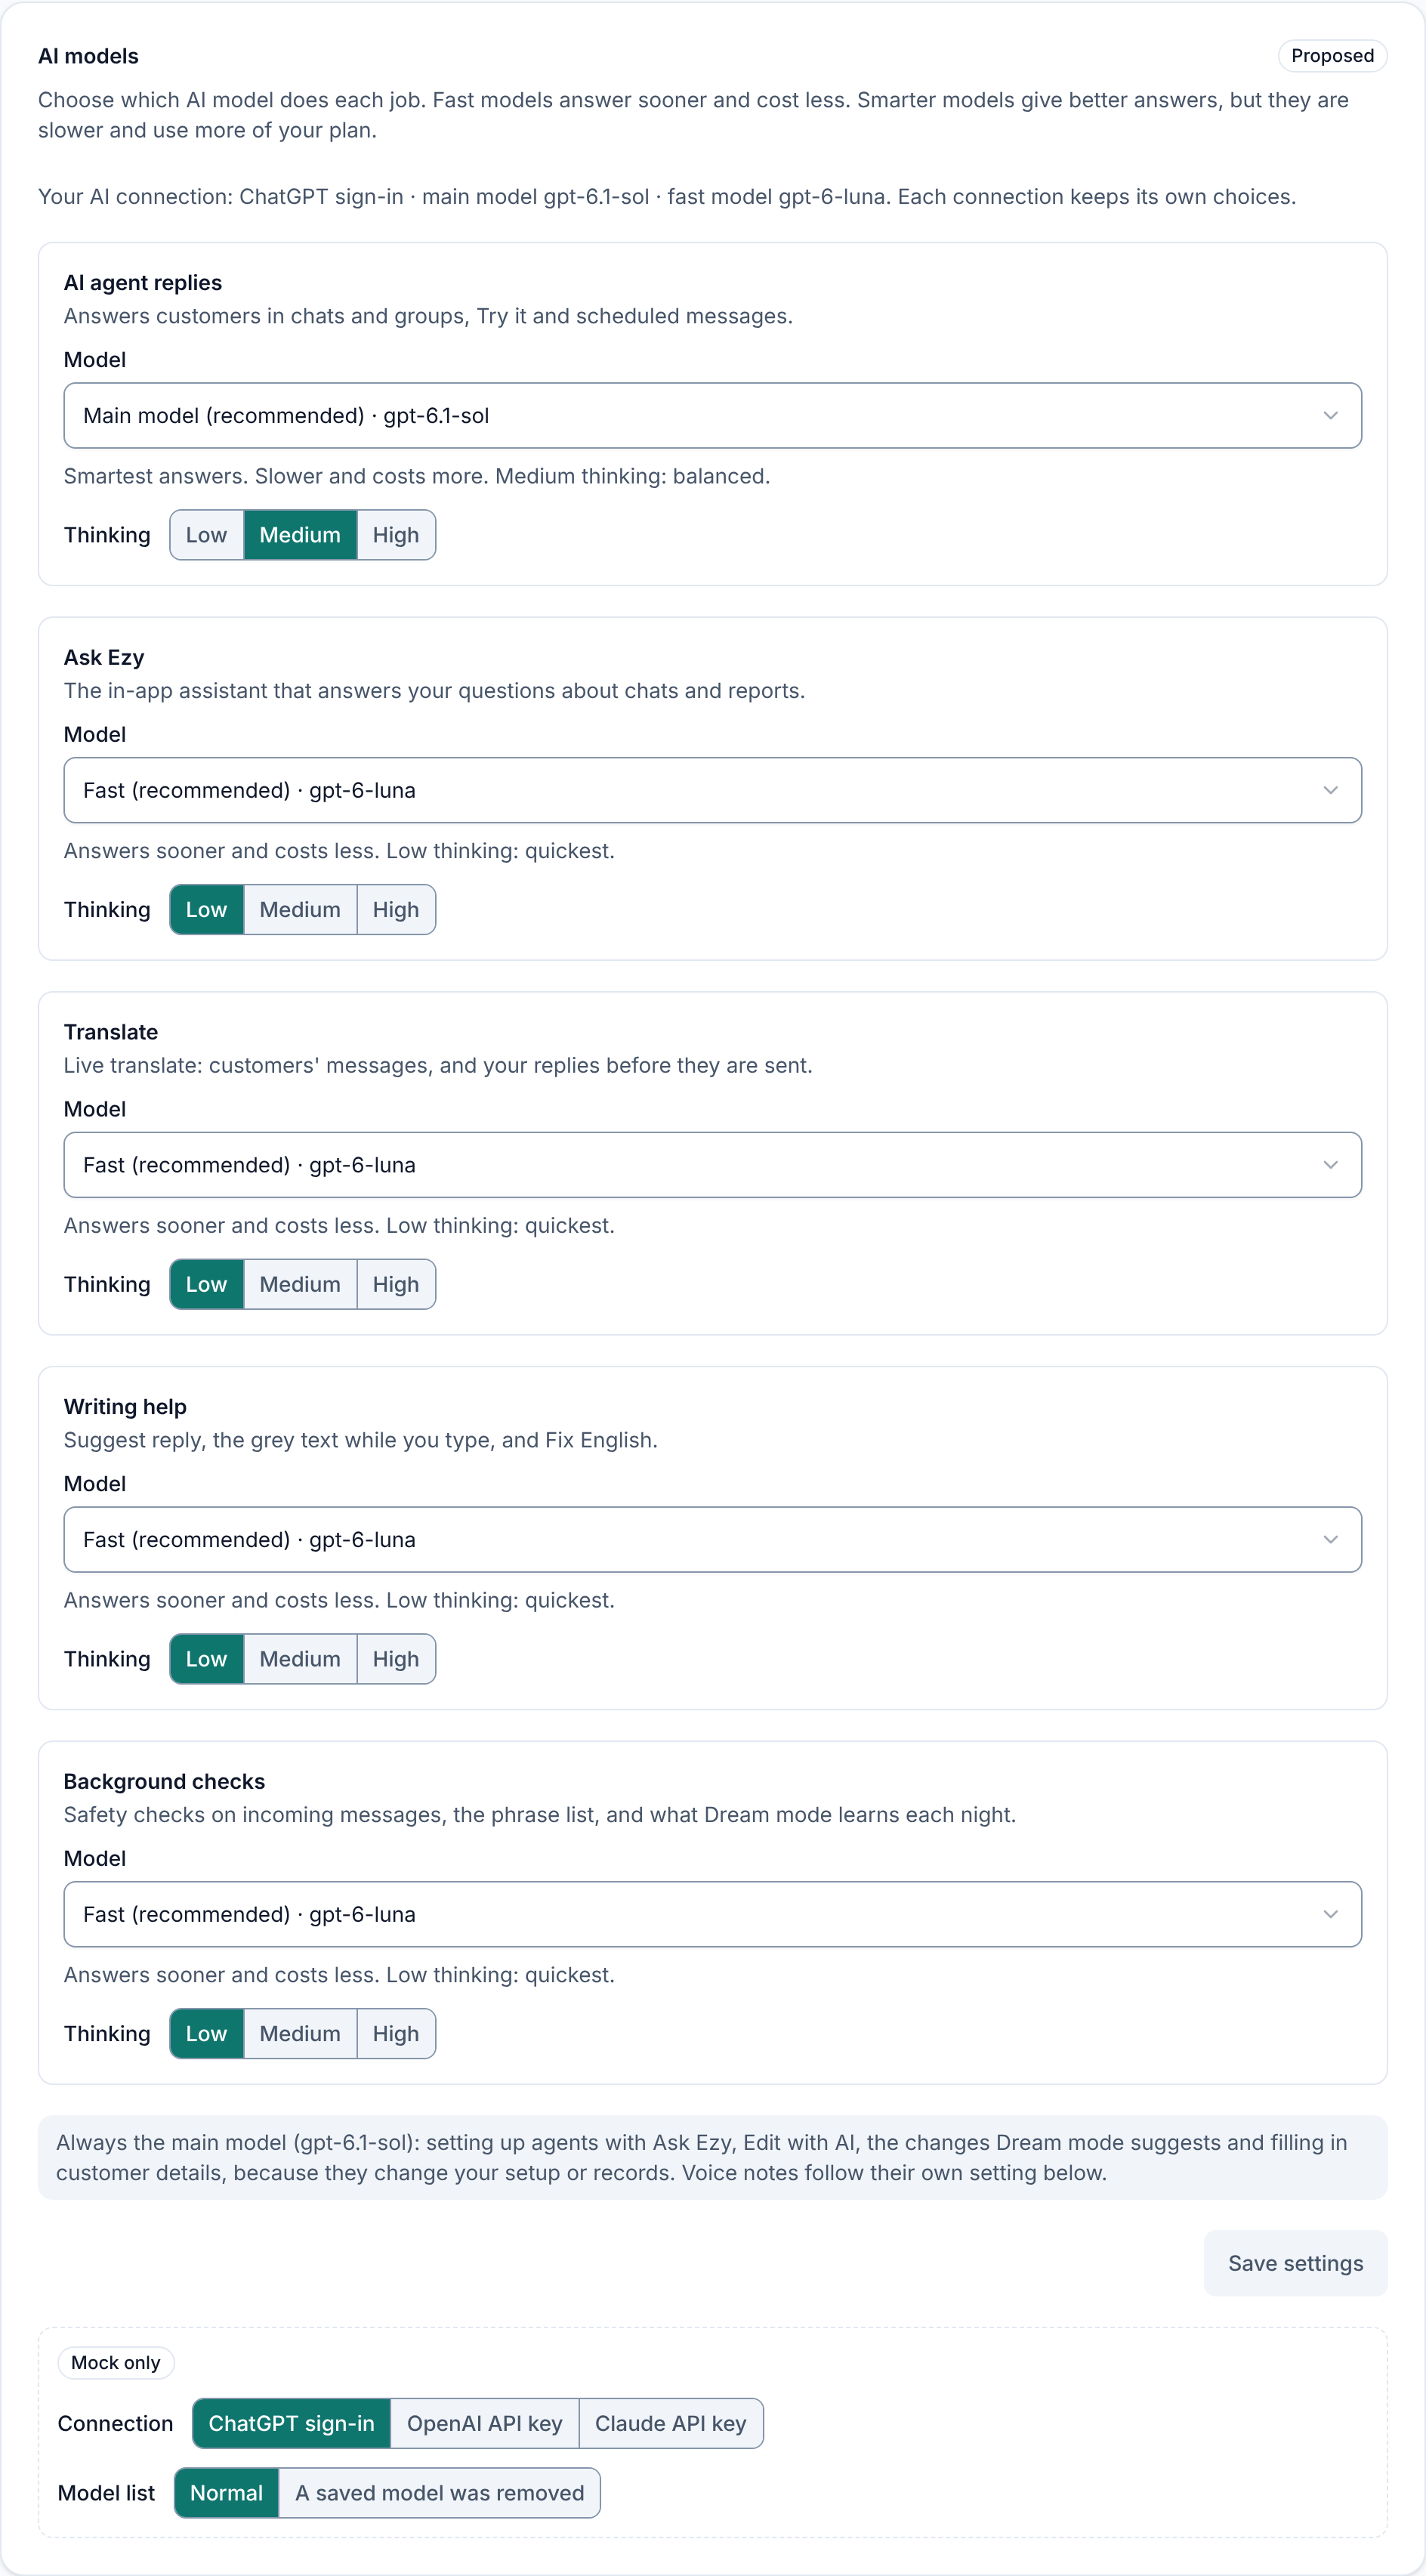 AI models
Proposed
Choose which AI model does each job. Fast models answer sooner and cost less. Smarter models give better answers, but they are
slower and use more of your plan.
Your AI connection: ChatGPT sign-in · main model gpt-6.1-sol · fast model gpt-6-luna. Each connection keeps its own choices.
AI agent replies
Answers customers in chats and groups, Try it and scheduled messages.
Model
Main model (recommended) · gpt-6.1-sol
Smartest answers. Slower and costs more. Medium thinking: balanced.
Thinking Low Medium High
Ask Ezy
The in-app assistant that answers your questions about chats and reports.
Model
Fast (recommended) · gpt-6-luna
Answers sooner and costs less. Low thinking: quickest.
Thinking Low Medium High
Translate
Live translate: customers' messages, and your replies before they are sent.
Model
Fast (recommended) · gpt-6-luna
Answers sooner and costs less. Low thinking: quickest.
Thinking Low Medium High
Writing help
Suggest reply, the grey text while you type, and Fix English.
Model
Fast (recommended) · gpt-6-luna
Answers sooner and costs less. Low thinking: quickest.
Thinking Low Medium High
Background checks
Safety checks on incoming messages, the phrase list, and what Dream mode learns each night.
Model
Fast (recommended) · gpt-6-luna
Answers sooner and costs less. Low thinking: quickest.
Thinking Low Medium High
Always the main model (gpt-6.1-sol): setting up agents with Ask Ezy, Edit with AI, the changes Dream mode suggests and filling in
customer details, because they change your setup or records. Voice notes follow their own setting below.
Save settings
Mock only
Connection ChatGPT sign-in OpenAI API key Claude API key
Model list Normal A saved model was removed